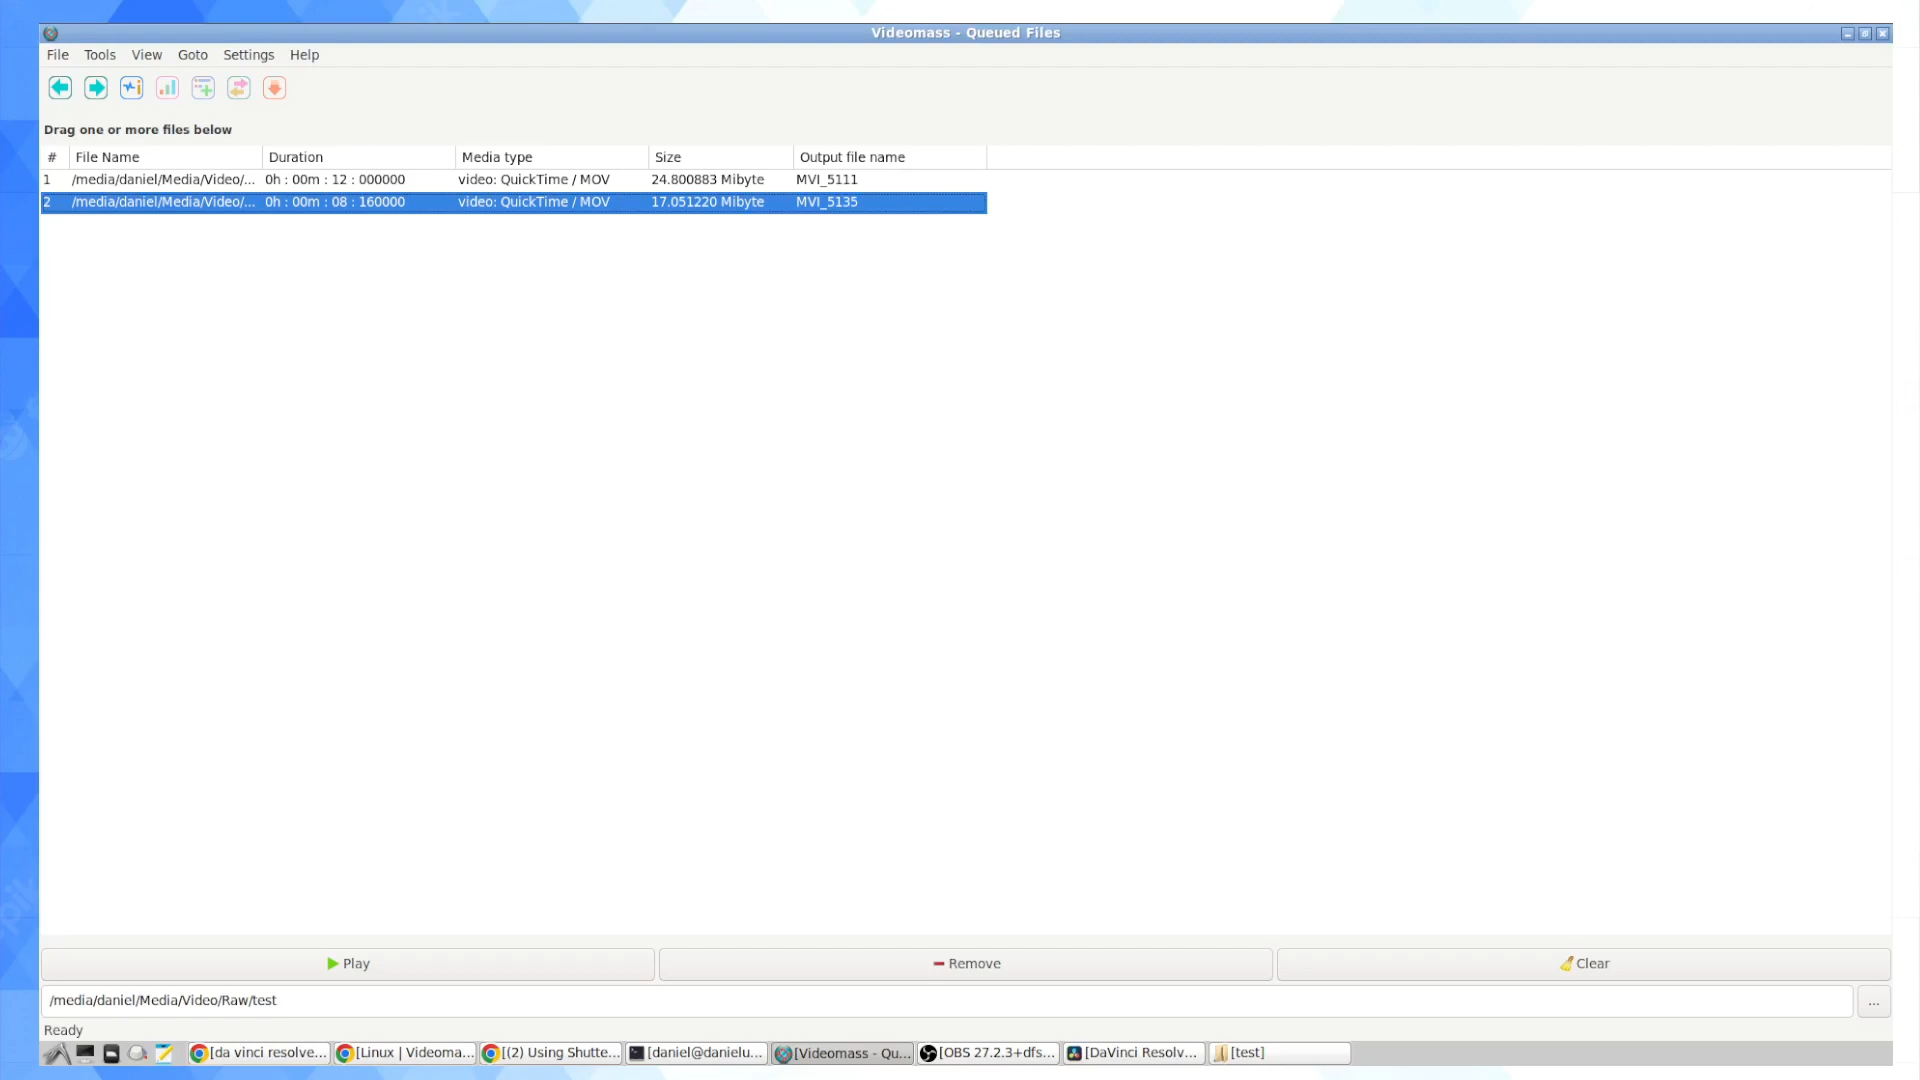 Videomass - Queued Files
File Tools View Goto Settings Help
Drag one or more files below
# File Name Duration Media type Size Output file name
1 /media/daniel/Media/Video/... 0h : 00m : 12 : 000000 video: QuickTime / MOV 24.800883 Mibyte MVI_5111
2 /media/daniel/Media/Video/... 0h : 00m : 08 : 160000 video: QuickTime / MOV 17.051220 Mibyte MVI_5135
Play Remove Clear
/media/daniel/Media/Video/Raw/test ...
Ready
[da vinci resolve... [Linux | Videoma... [(2) Using Shutte... [daniel@danielu... [Videomass - Qu... [OBS 27.2.3+dfs... [DaVinci Resolv... [test]